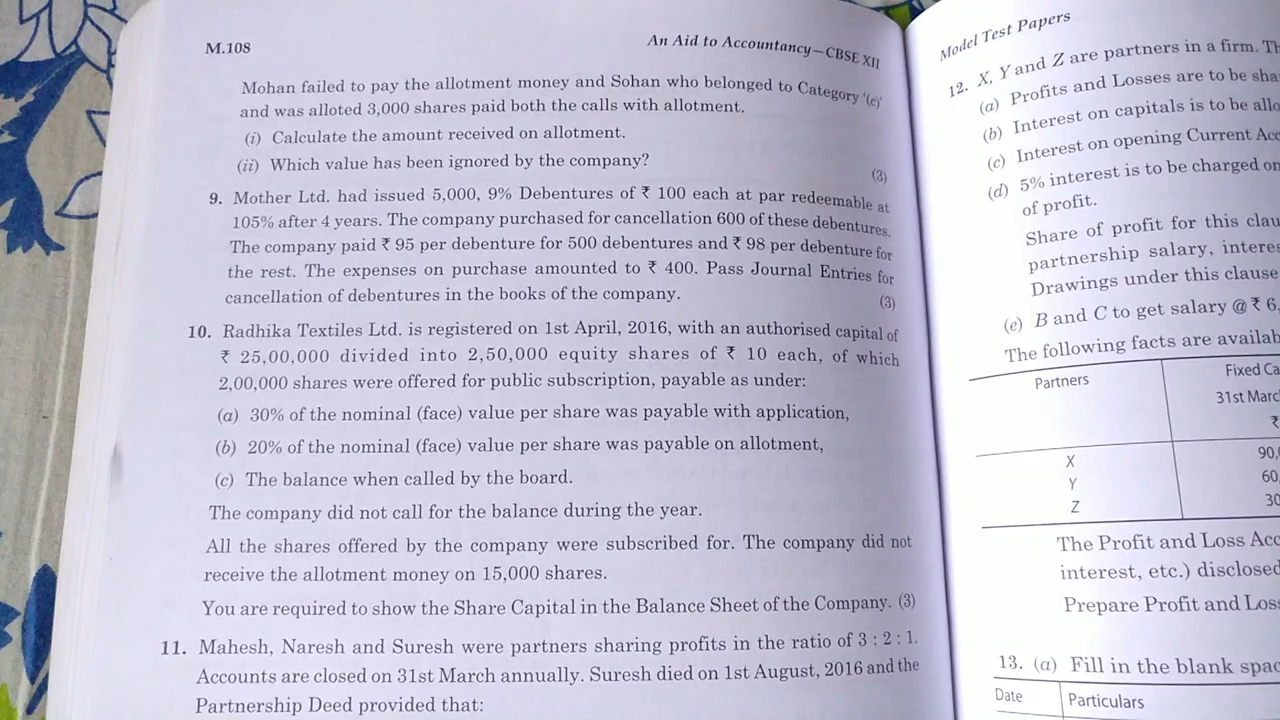 M.108
An Aid to Accountancy—CBSE XII
Mohan failed to pay the allotment money and Sohan who belonged to Category '(c)'
and was alloted 3,000 shares paid both the calls with allotment.
(i) Calculate the amount received on allotment.
(ii) Which value has been ignored by the company?
(3)
9. Mother Ltd. had issued 5,000, 9% Debentures of ₹ 100 each at par redeemable at
105% after 4 years. The company purchased for cancellation 600 of these debentures.
The company paid ₹ 95 per debenture for 500 debentures and ₹ 98 per debenture for
the rest. The expenses on purchase amounted to ₹ 400. Pass Journal Entries for
cancellation of debentures in the books of the company.
(3)
10. Radhika Textiles Ltd. is registered on 1st April, 2016, with an authorised capital of
₹ 25,00,000 divided into 2,50,000 equity shares of ₹ 10 each, of which
2,00,000 shares were offered for public subscription, payable as under:
(a) 30% of the nominal (face) value per share was payable with application,
(b) 20% of the nominal (face) value per share was payable on allotment,
(c) The balance when called by the board.
The company did not call for the balance during the year.
All the shares offered by the company were subscribed for. The company did not
receive the allotment money on 15,000 shares.
You are required to show the Share Capital in the Balance Sheet of the Company. (3)
11. Mahesh, Naresh and Suresh were partners sharing profits in the ratio of 3 : 2 : 1.
Accounts are closed on 31st March annually. Suresh died on 1st August, 2016 and the
Partnership Deed provided that:
Model Test Papers
12. X, Y and Z are partners in a firm.
(a) Profits and Losses are to be
(b) Interest on capitals is to be
(c) Interest on opening Current
(d) 5% interest is to be charged on
of profit.
Share of profit for this
partnership salary,
Drawings under this clause
(e) B and C to get salary @ ₹ 6,
The following facts are
Partners
Fixed
31st
₹
X
90,
Y
60,
Z
30
The Profit and Loss
interest, etc.) disclosed
Prepare Profit and
13. (a) Fill in the blank
Date
Particulars